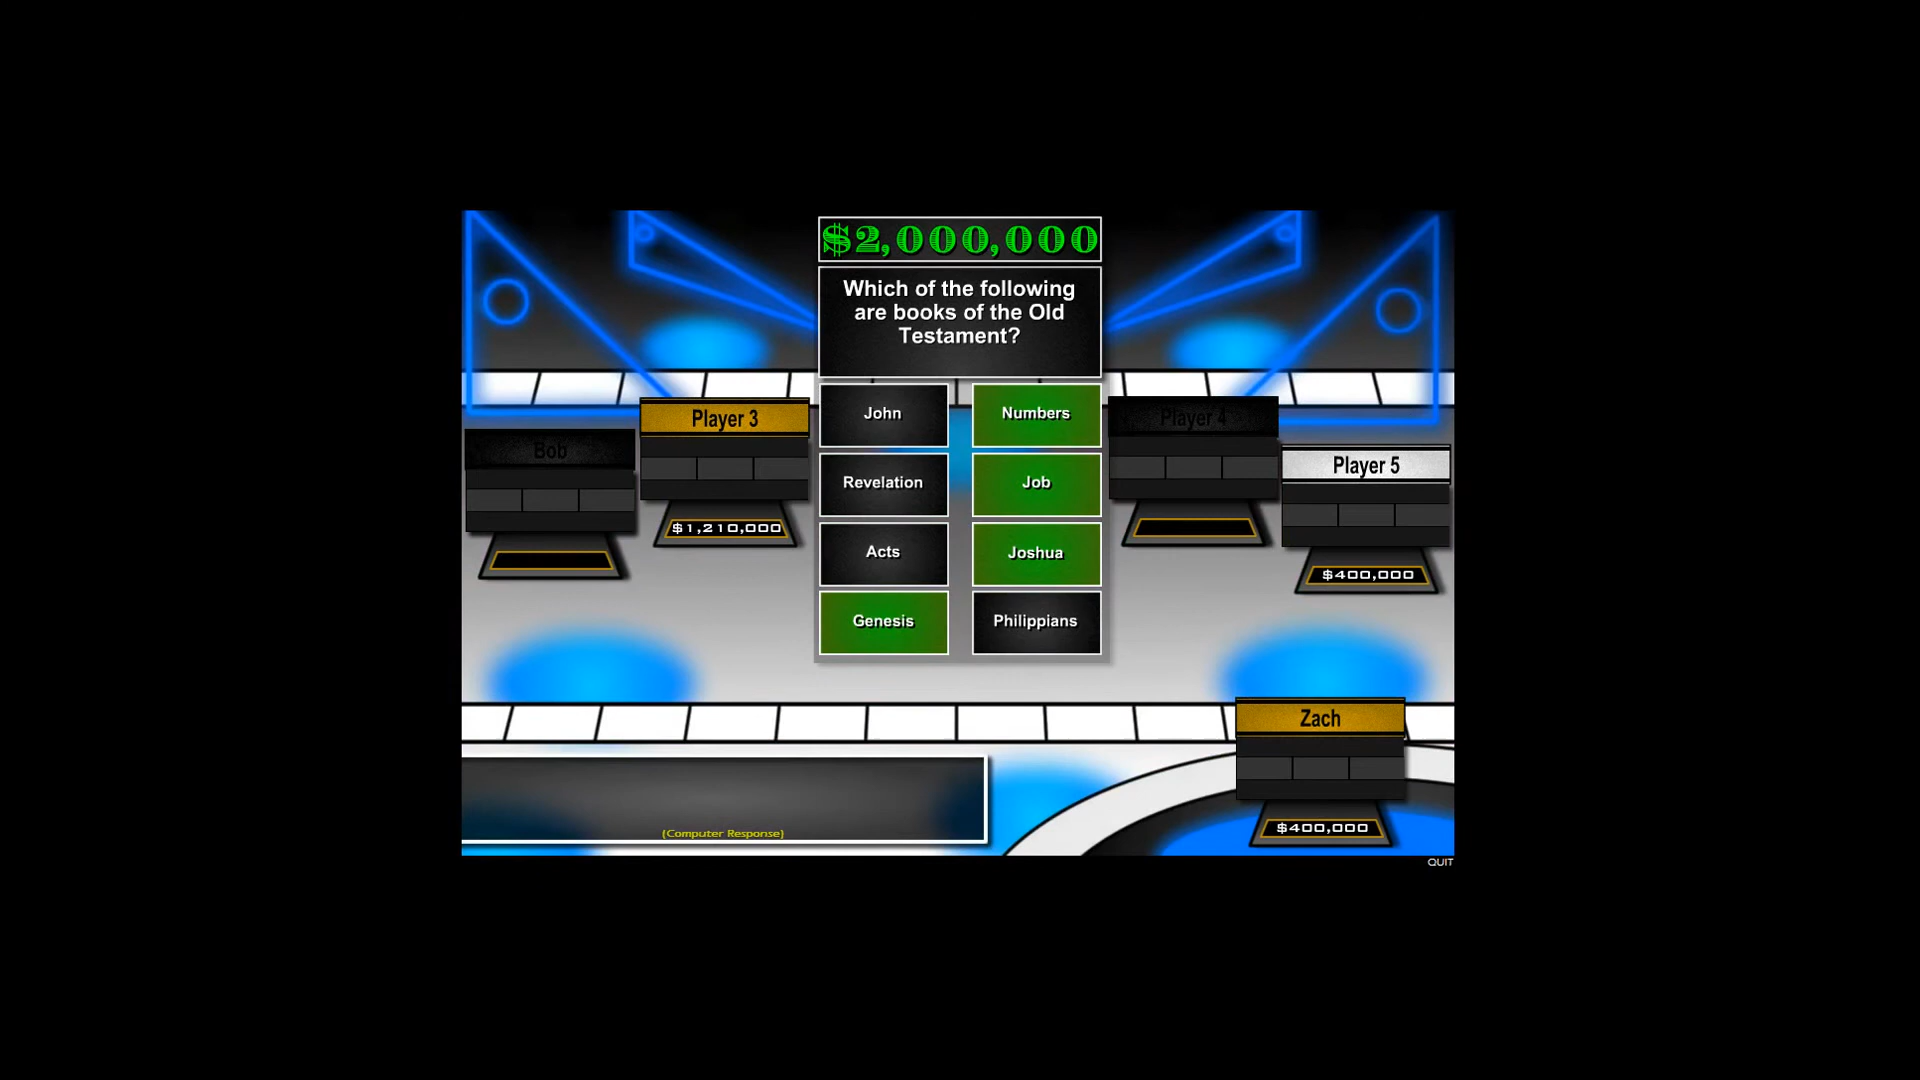 $2,000,000
Which of the following
are books of the Old
Testament?
John
Numbers
Revelation
Job
Acts
Joshua
Genesis
Philippians
Bob
Player 3
$1,210,000
Player 4
Player 5
$400,000
Zach
$400,000
(Computer Response)
QUIT